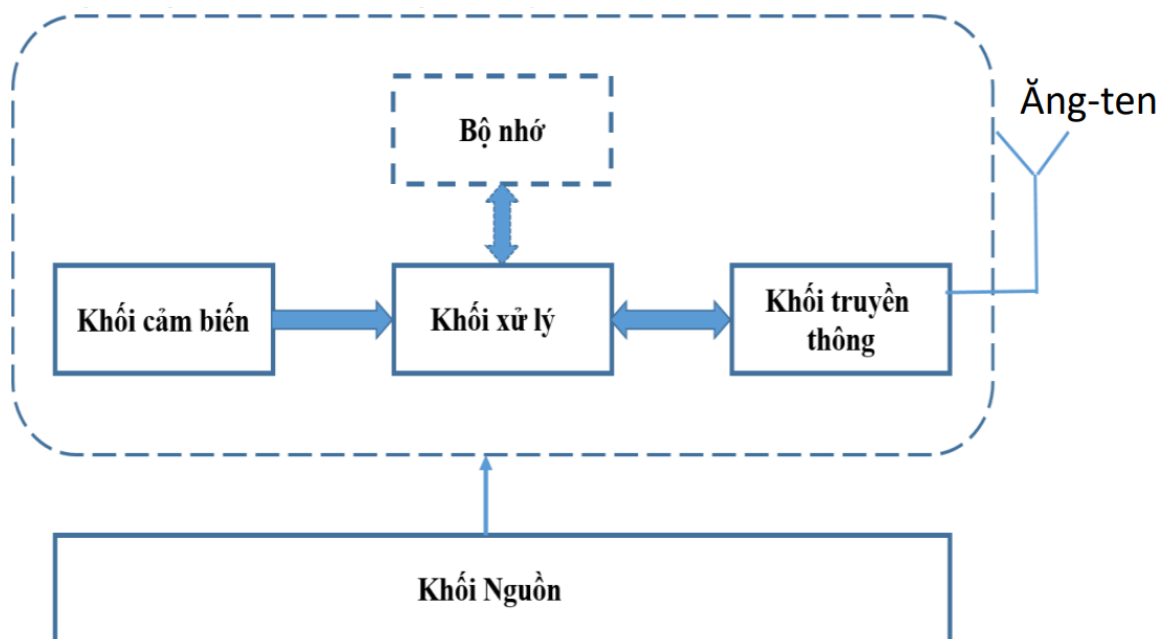 Ăng-ten
Bộ nhớ
Khối cảm biến
Khối xử lý
Khối truyền
thông
Khối Nguồn